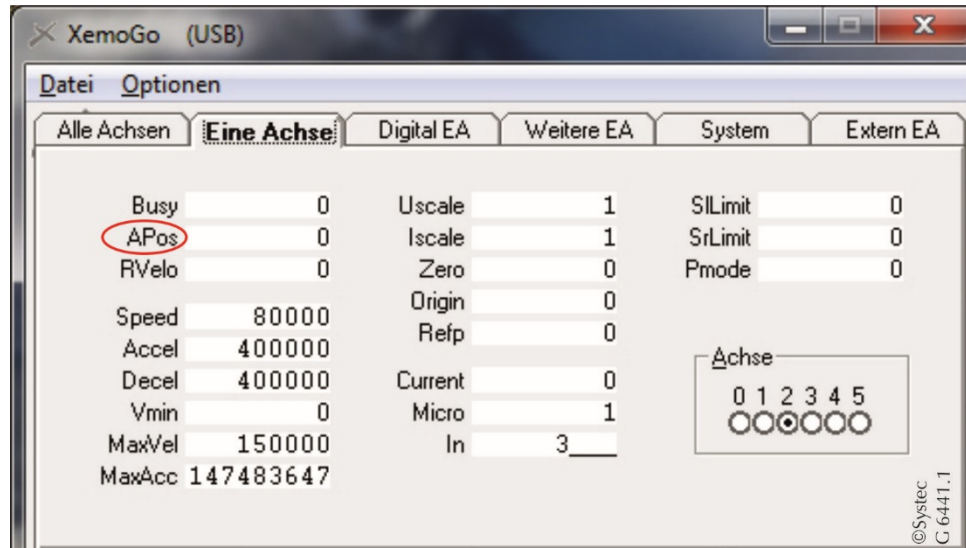 XemoGo (USB)
Datei Optionen
Alle Achsen Eine Achse Digital EA Weitere EA System Extern EA
Busy 0 Uscale 1 SlLimit 0
APos 0 Iscale 1 SrLimit 0
RVelo 0 Zero 0 Pmode 0
Origin 0
Speed 80000 Refp 0
Accel 400000 Achse
Decel 400000 Current 0 0 1 2 3 4 5
Vmin 0 Micro 1
MaxVel 150000 In 3____
MaxAcc 147483647
©Systec
G 6441.1